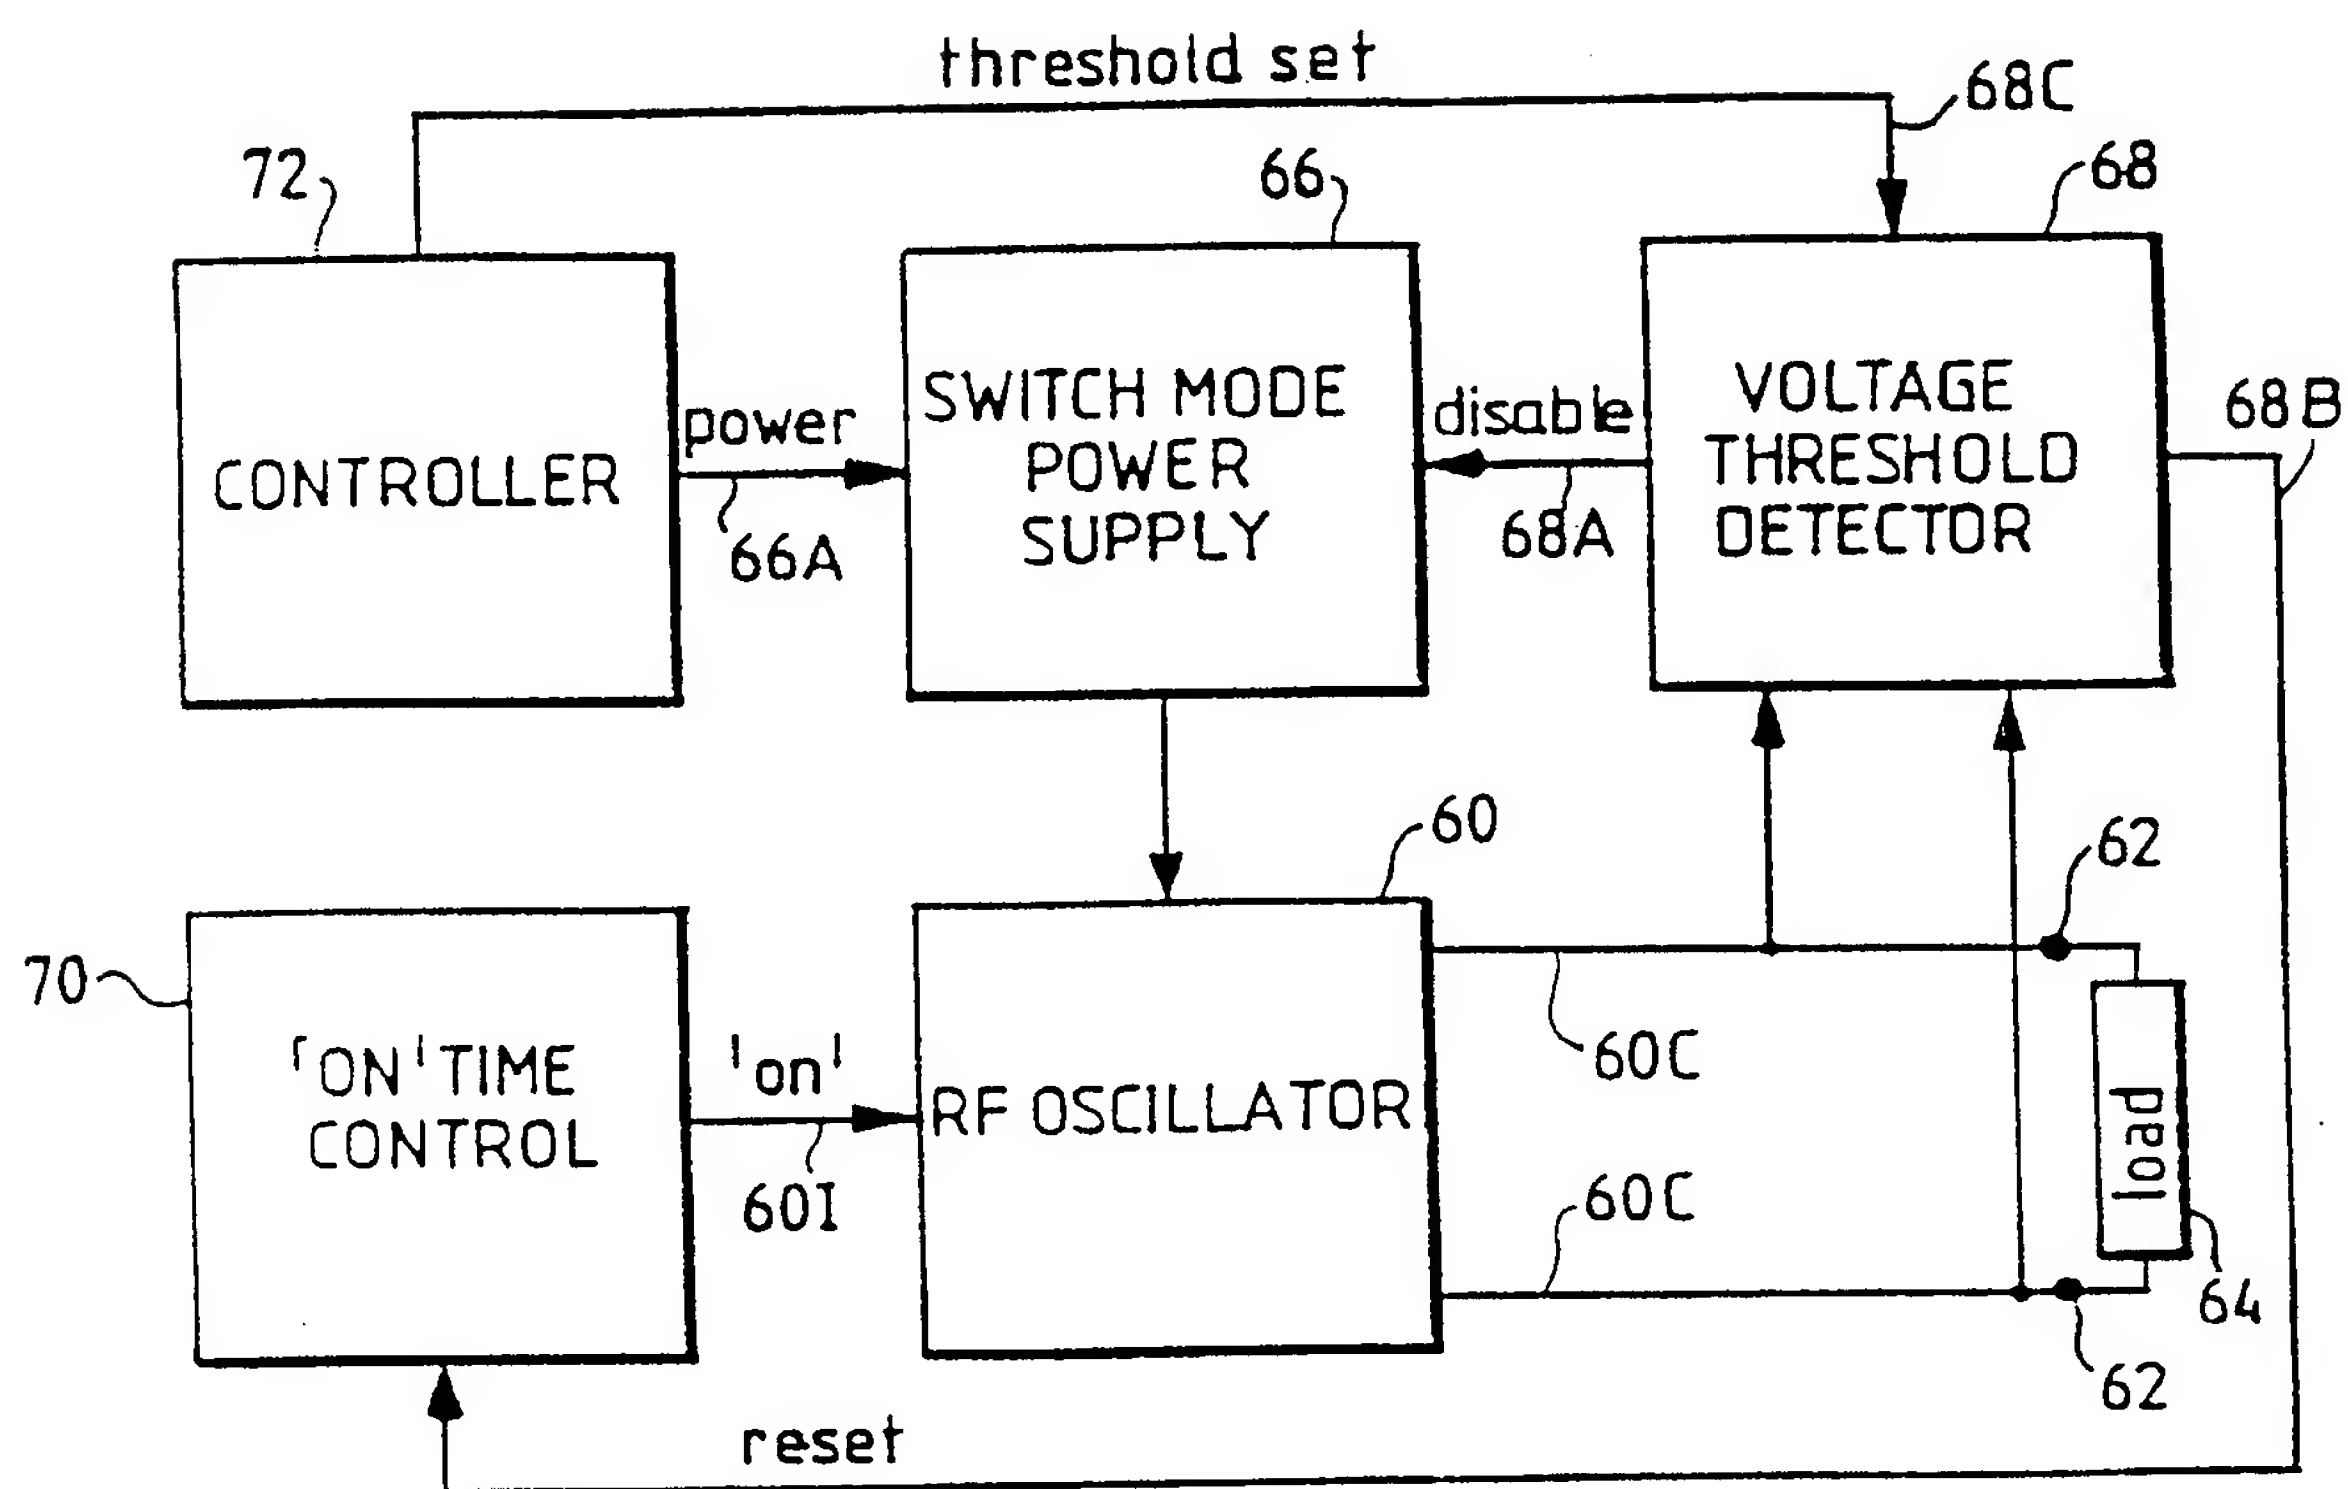 threshold set
68C
72
66
68
CONTROLLER
power
66A
SWITCH MODE
POWER
SUPPLY
disable
68A
VOLTAGE
THRESHOLD
DETECTOR
68B
60
62
70
'ON' TIME
CONTROL
'on'
60I
RF OSCILLATOR
60C
60C
load
64
62
reset